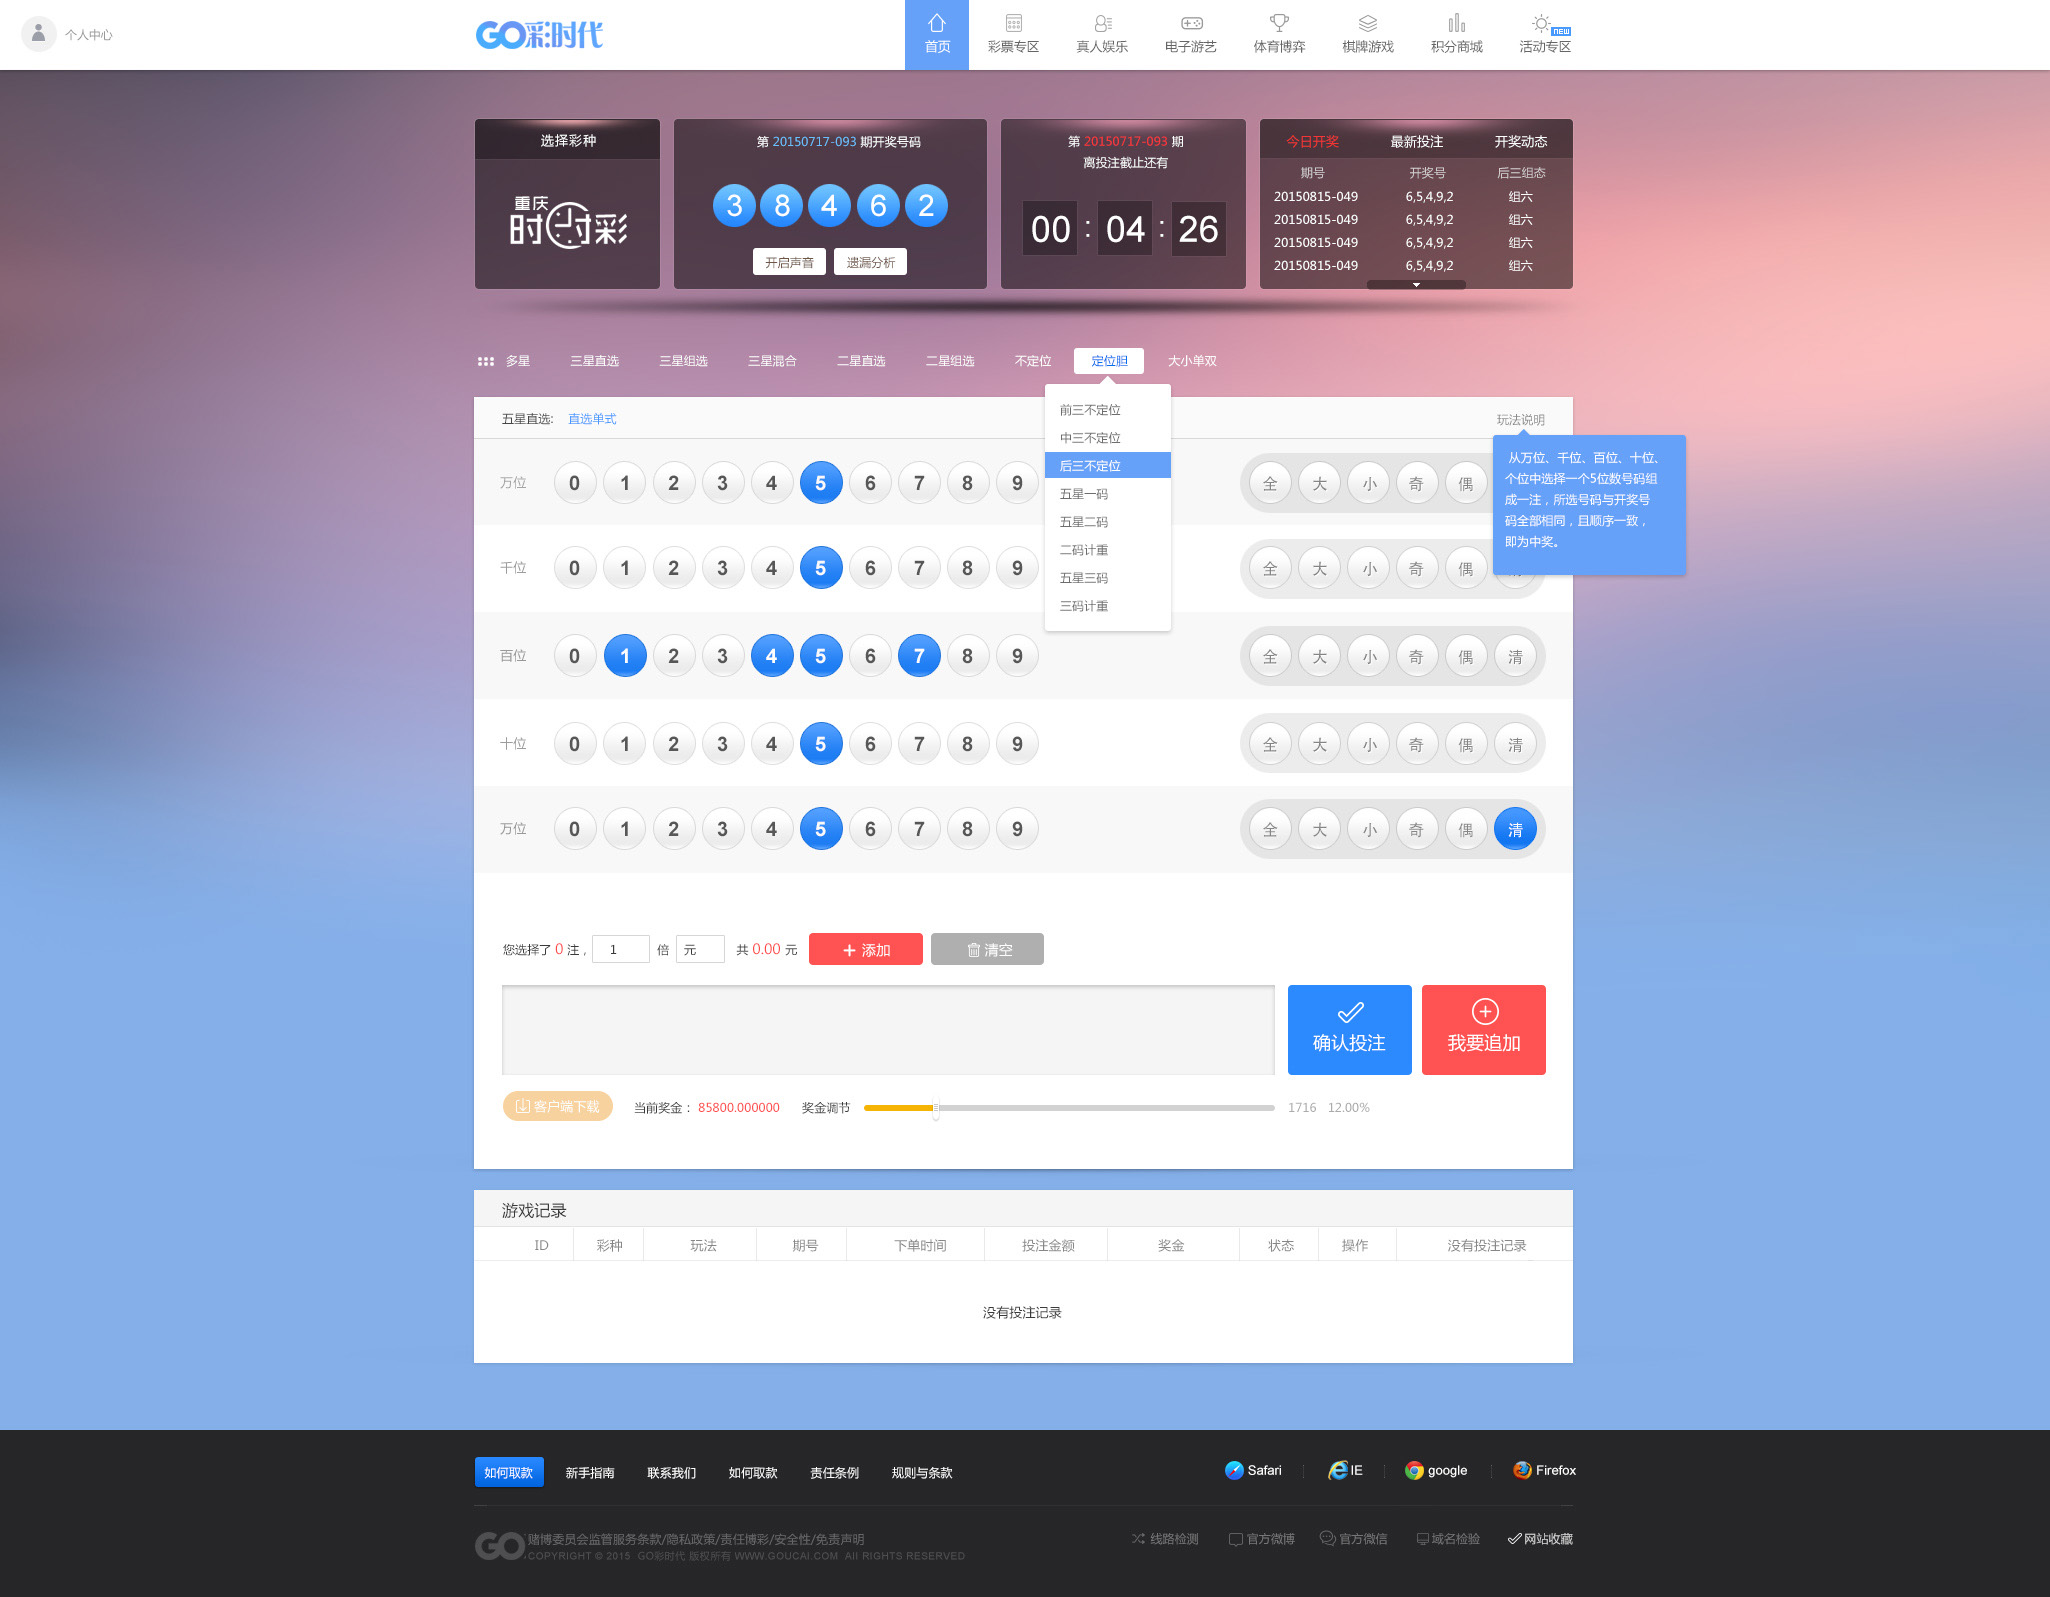 个人中心
GO彩时代
首页
彩票专区
真人娱乐
电子游艺
体育博弈
棋牌游戏
积分商城
活动专区
NEW
选择彩种
重庆
时时彩
第 20150717-093 期开奖号码
3 8 4 6 2
开启声音 遗漏分析
第 20150717-093 期
离投注截止还有
00 : 04 : 26
今日开奖 最新投注 开奖动态
期号 开奖号 后三组态
20150815-049 6,5,4,9,2 组六
20150815-049 6,5,4,9,2 组六
20150815-049 6,5,4,9,2 组六
20150815-049 6,5,4,9,2 组六
多星 三星直选 三星组选 三星混合 二星直选 二星组选 不定位 定位胆 大小单双
前三不定位
中三不定位
后三不定位
五星一码
五星二码
二码计重
五星三码
三码计重
五星直选: 直选单式
玩法说明
从万位、千位、百位、十位、
个位中选择一个5位数号码组
成一注，所选号码与开奖号
码全部相同，且顺序一致，
即为中奖。
万位 0 1 2 3 4 5 6 7 8 9 全 大 小 奇 偶
千位 0 1 2 3 4 5 6 7 8 9 全 大 小 奇 偶 清
百位 0 1 2 3 4 5 6 7 8 9 全 大 小 奇 偶 清
十位 0 1 2 3 4 5 6 7 8 9 全 大 小 奇 偶 清
万位 0 1 2 3 4 5 6 7 8 9 全 大 小 奇 偶 清
您选择了 0 注， 1 倍 元 共 0.00 元 添加 清空
确认投注
我要追加
客户端下载 当前奖金： 85800.000000 奖金调节 1716 12.00%
游戏记录
ID 彩种 玩法 期号 下单时间 投注金额 奖金 状态 操作 没有投注记录
没有投注记录
如何取款 新手指南 联系我们 如何取款 责任条例 规则与条款
Safari IE google Firefox
GO
赌博委员会监管服务条款/隐私政策/责任博彩/安全性/免责声明
COPYRIGHT © 2015 GO彩时代 版权所有 WWW.GOUCAI.COM All RIGHTS RESERVED
线路检测 官方微博 官方微信 域名检验 网站收藏